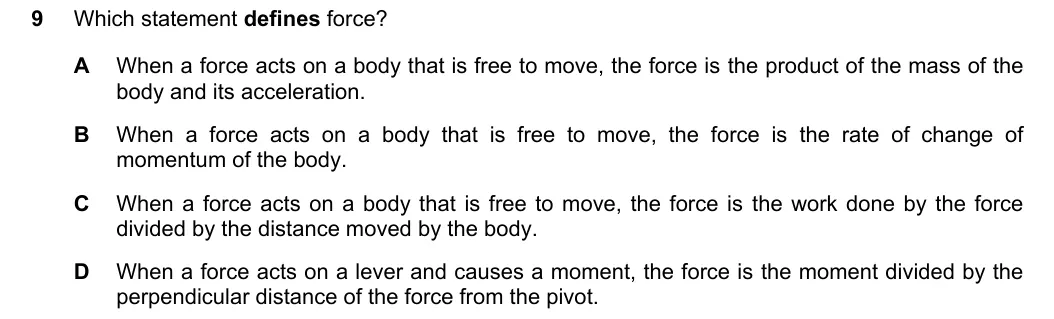 9 Which statement defines force?
A When a force acts on a body that is free to move, the force is the product of the mass of the
body and its acceleration.
B When a force acts on a body that is free to move, the force is the rate of change of
momentum of the body.
C When a force acts on a body that is free to move, the force is the work done by the force
divided by the distance moved by the body.
D When a force acts on a lever and causes a moment, the force is the moment divided by the
perpendicular distance of the force from the pivot.